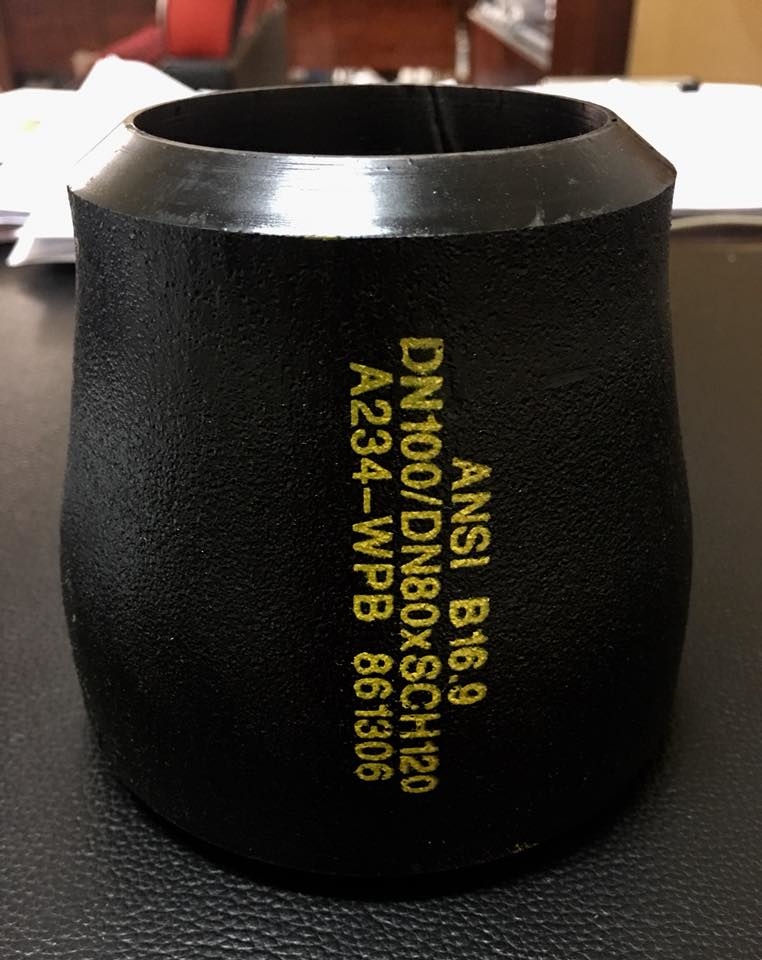 ANSI B16.9
DN100/DN80xSCH120
A234-WPB 861306